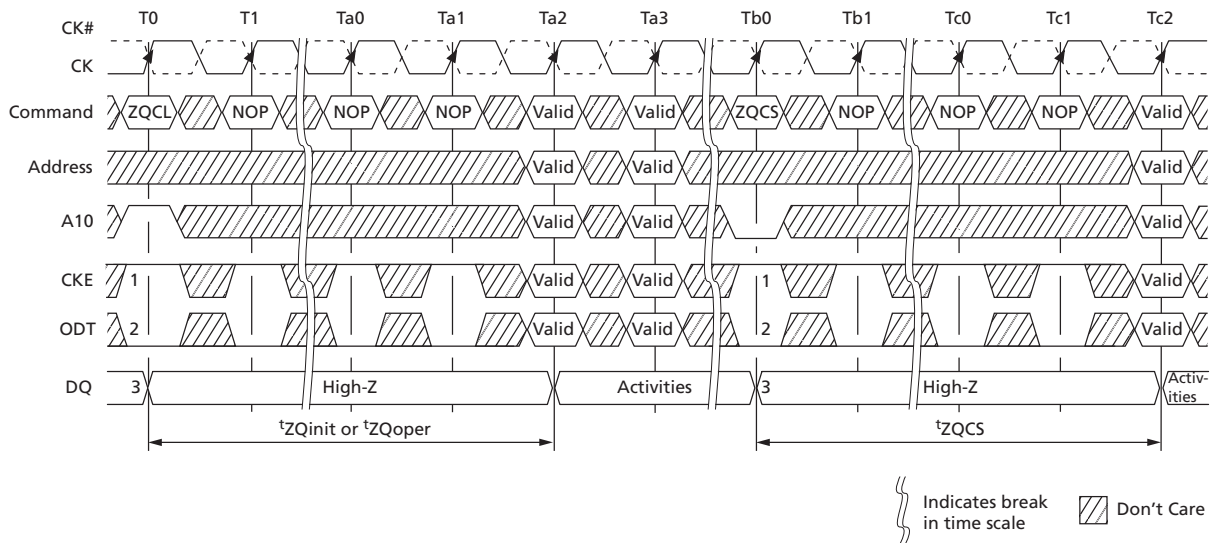 T0 T1 Ta0 Ta1 Ta2 Ta3 Tb0 Tb1 Tc0 Tc1 Tc2
CK#
CK
Command ZQCL NOP NOP NOP Valid Valid ZQCS NOP NOP NOP Valid
Address Valid Valid Valid
A10 Valid Valid Valid
CKE 1 Valid Valid 1 Valid
ODT 2 Valid Valid 2 Valid
DQ 3 High-Z Activities 3 High-Z Activ-
ities
tZQinit or tZQoper tZQCS
Indicates break
in time scale
Don't Care